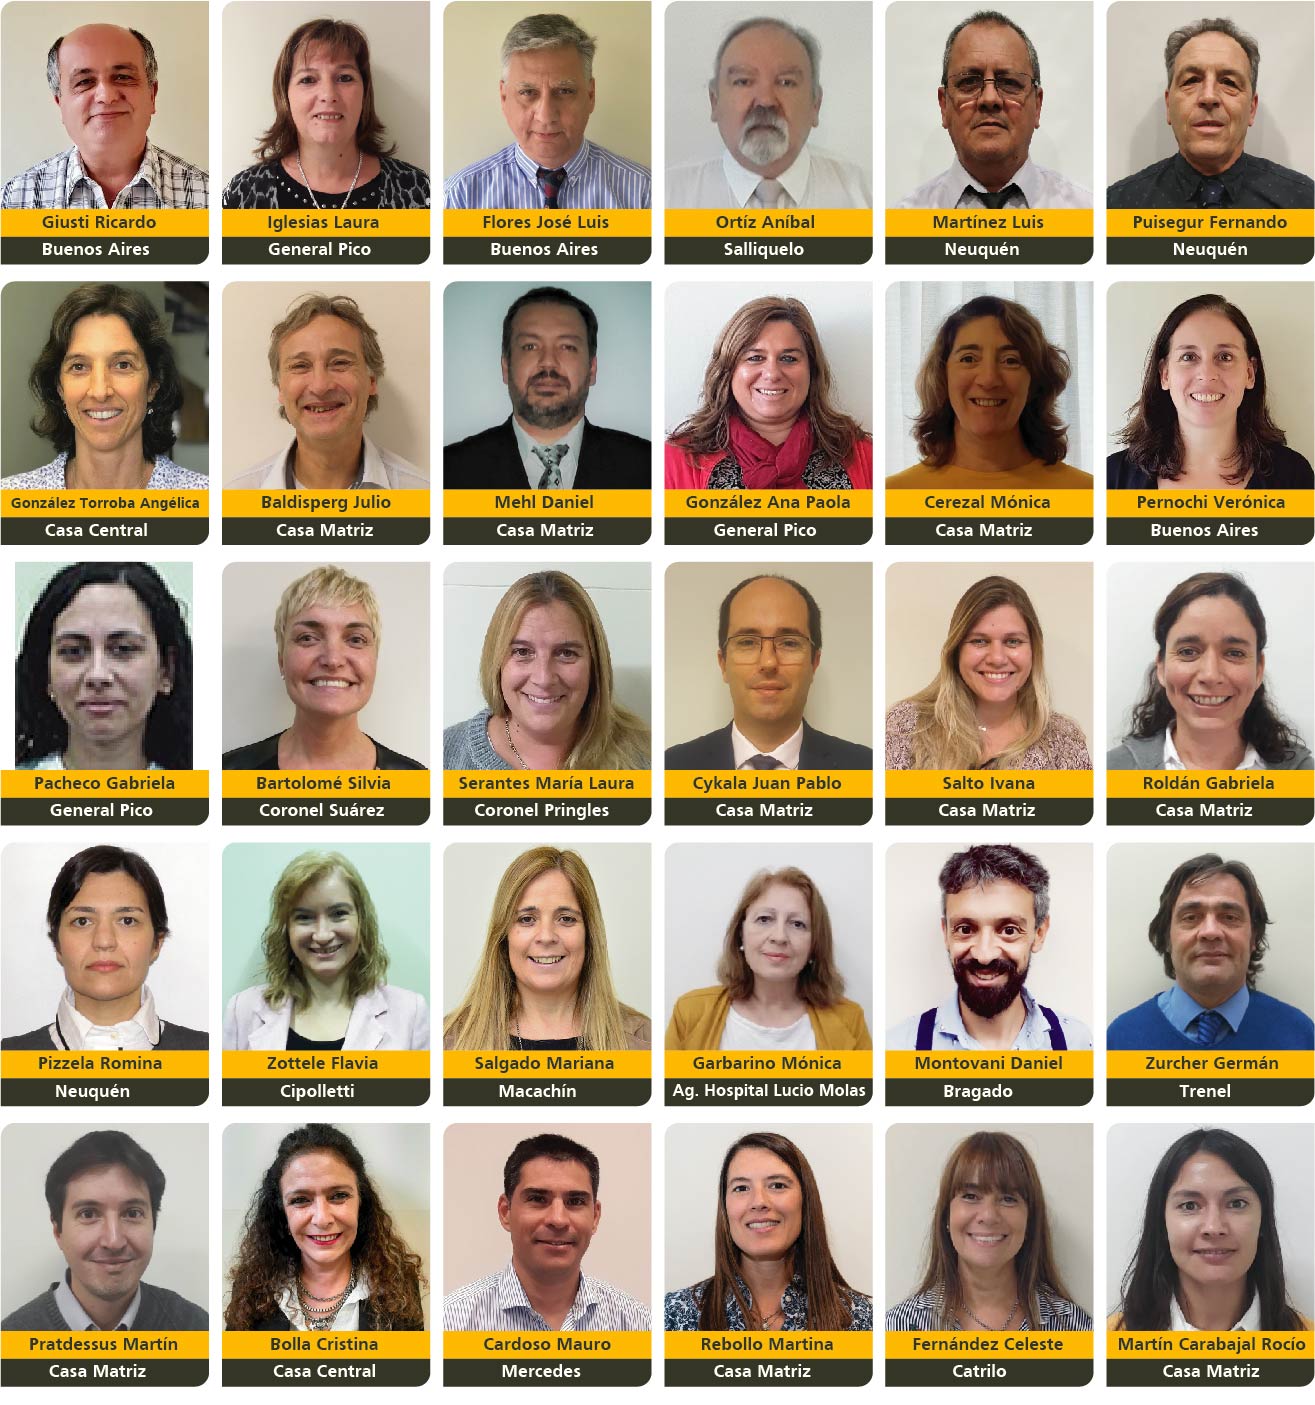 Giusti Ricardo
Buenos Aires
Iglesias Laura
General Pico
Flores José Luis
Buenos Aires
Ortíz Aníbal
Salliquelo
Martínez Luis
Neuquén
Puisegur Fernando
Neuquén
González Torroba Angélica
Casa Central
Baldisperg Julio
Casa Matriz
Mehl Daniel
Casa Matriz
González Ana Paola
General Pico
Cerezal Mónica
Casa Matriz
Pernochi Verónica
Buenos Aires
Pacheco Gabriela
General Pico
Bartolomé Silvia
Coronel Suárez
Serantes María Laura
Coronel Pringles
Cykala Juan Pablo
Casa Matriz
Salto Ivana
Casa Matriz
Roldán Gabriela
Casa Matriz
Pizzela Romina
Neuquén
Zottele Flavia
Cipolletti
Salgado Mariana
Macachín
Garbarino Mónica
Ag. Hospital Lucio Molas
Montovani Daniel
Bragado
Zurcher Germán
Trenel
Pratdessus Martín
Casa Matriz
Bolla Cristina
Casa Central
Cardoso Mauro
Mercedes
Rebollo Martina
Casa Matriz
Fernández Celeste
Catrilo
Martín Carabajal Rocío
Casa Matriz